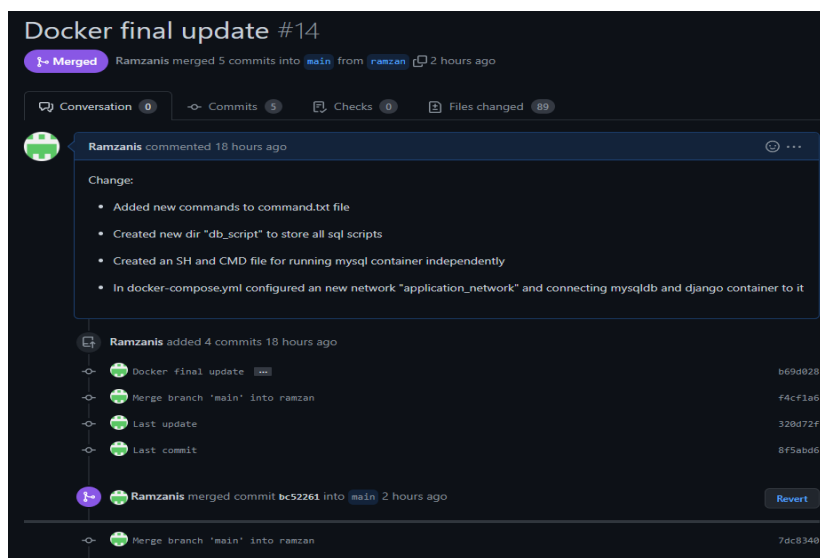 Docker final update #14
Merged Ramzanis merged 5 commits into main from ramzan 2 hours ago
Conversation 0 Commits 5 Checks 0 Files changed 89
Ramzanis commented 18 hours ago
Change:
Added new commands to command.txt file
Created new dir "db_script" to store all sql scripts
Created an SH and CMD file for running mysql container independently
In docker-compose.yml configured an new network "application_network" and connecting mysqldb and django container to it
Ramzanis added 4 commits 18 hours ago
Docker final update b69d028
Merge branch 'main' into ramzan f4cf1a6
Last update 320d72f
Last commit 8f5abd6
Ramzanis merged commit bc52261 into main 2 hours ago Revert
Merge branch 'main' into ramzan 7dc8340